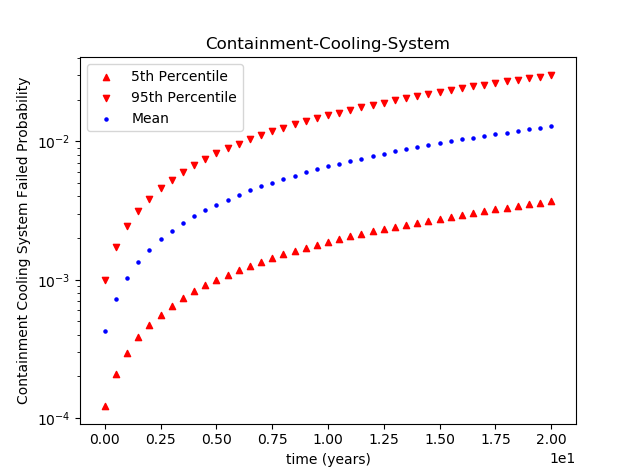 Containment-Cooling-System
5th Percentile
95th Percentile
Mean
Containment Cooling System Failed Probability
10⁻²
10⁻³
10⁻⁴
0.00 0.25 0.50 0.75 1.00 1.25 1.50 1.75 2.00
1e1
time (years)